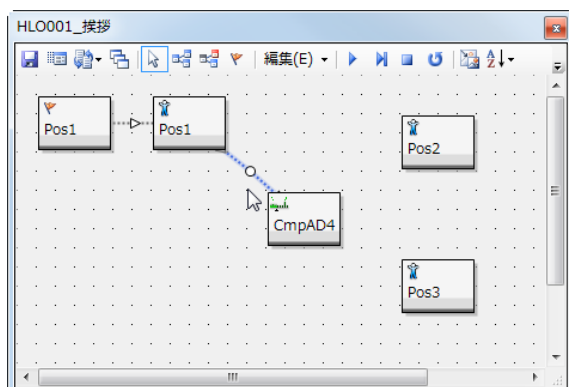 HLO001_挨拶
編集(E)
A
Z
Pos1
Pos1
Pos2
CmpAD4
Pos3